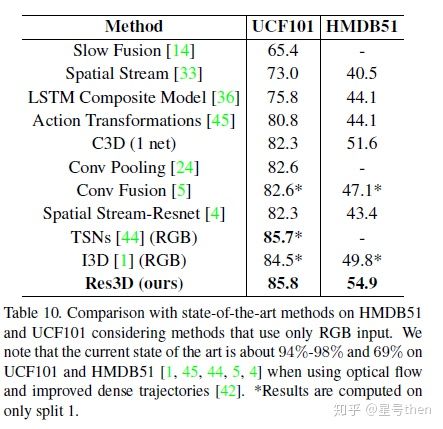 Method UCF101 HMDB51
Slow Fusion [14] 65.4 -
Spatial Stream [33] 73.0 40.5
LSTM Composite Model [36] 75.8 44.1
Action Transformations [45] 80.8 44.1
C3D (1 net) 82.3 51.6
Conv Pooling [24] 82.6 -
Conv Fusion [5] 82.6* 47.1*
Spatial Stream-Resnet [4] 82.3 43.4
TSNs [44] (RGB) 85.7* -
I3D [1] (RGB) 84.5* 49.8*
Res3D (ours) 85.8 54.9
Table 10. Comparison with state-of-the-art methods on HMDB51
and UCF101 considering methods that use only RGB input. We
note that the current state of the art is about 94%-98% and 69% on
UCF101 and HMDB51 [1, 45, 44, 5, 4] when using optical flow
and improved dense trajectories [42]. *Results are computed on
only split 1.
知乎 @星号then